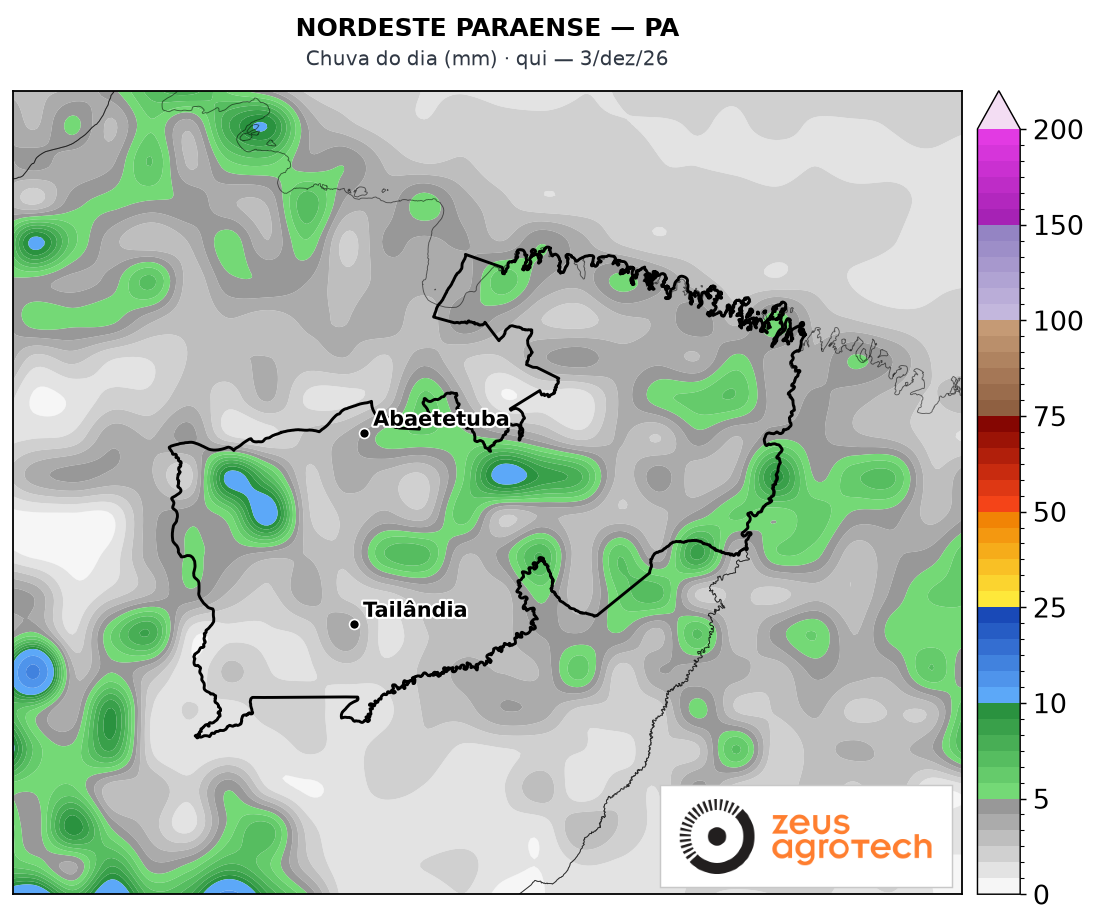 NORDESTE PARAENSE — PA
Chuva do dia (mm) · qui — 3/dez/26
200
150
100
75
50
25
10
5
0
Abaetetuba
Tailândia
zeus
agroTech